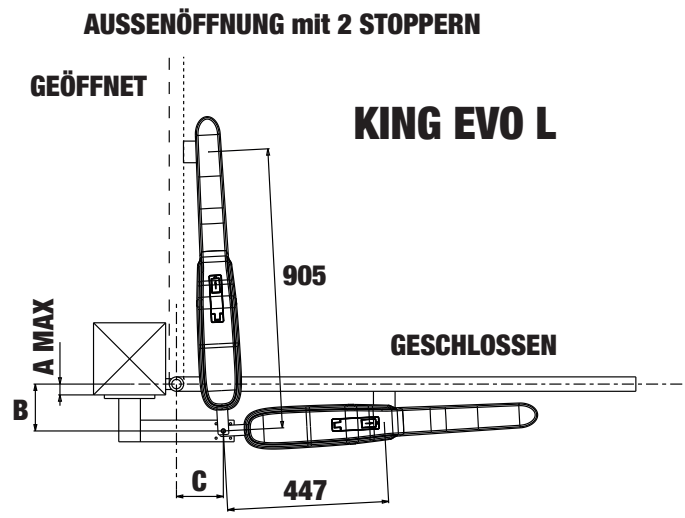 AUSSENÖFFNUNG mit 2 STOPPERN
GEÖFFNET
KING EVO L
905
A MAX
GESCHLOSSEN
B
C
447